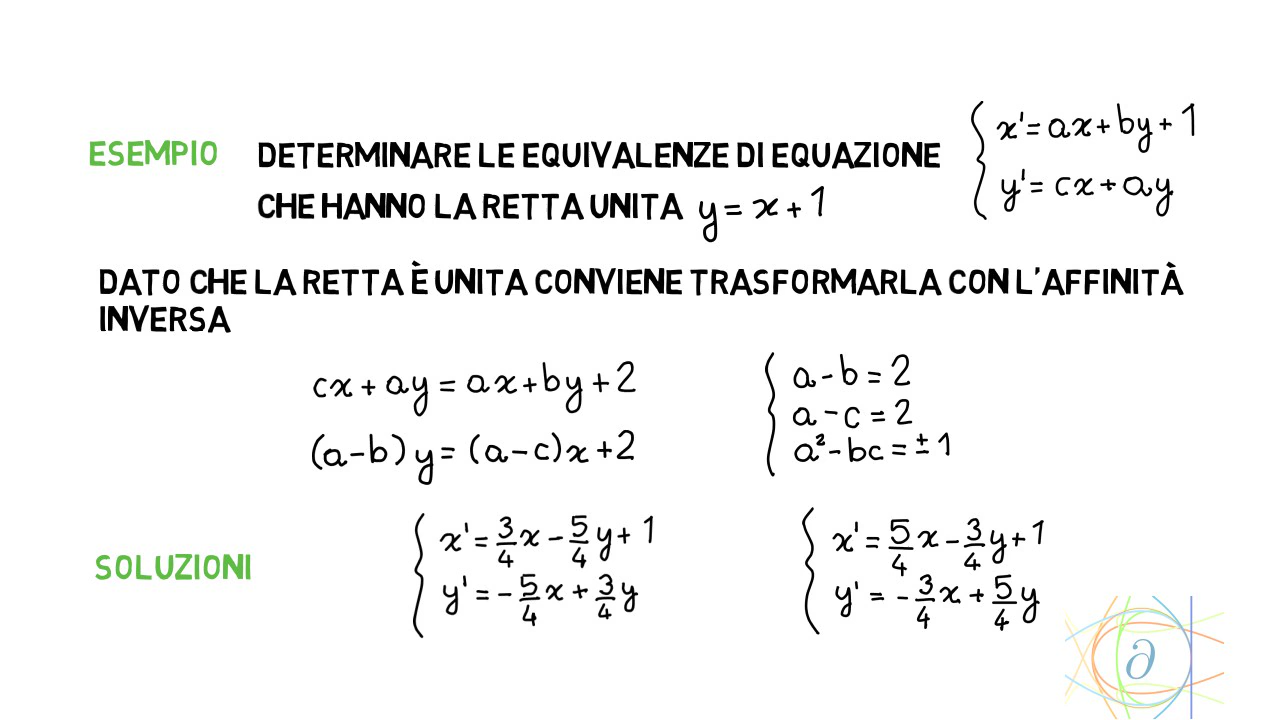 ESEMPIO DETERMINARE LE EQUIVALENZE DI EQUAZIONE { x' = ax + by + 1
y' = cx + ay
CHE HANNO LA RETTA UNITA y = x + 1
DATO CHE LA RETTA È UNITA CONVIENE TRASFORMARLA CON L'AFFINITÀ
INVERSA
cx + ay = ax + by + 2
(a-b)y = (a-c)x + 2
{ a - b = 2
a - c = 2
a² - bc = ± 1
SOLUZIONI
{ x' = 3/4 x - 5/4 y + 1
y' = - 5/4 x + 3/4 y
{ x' = 5/4 x - 3/4 y + 1
y' = - 3/4 x + 5/4 y
∂